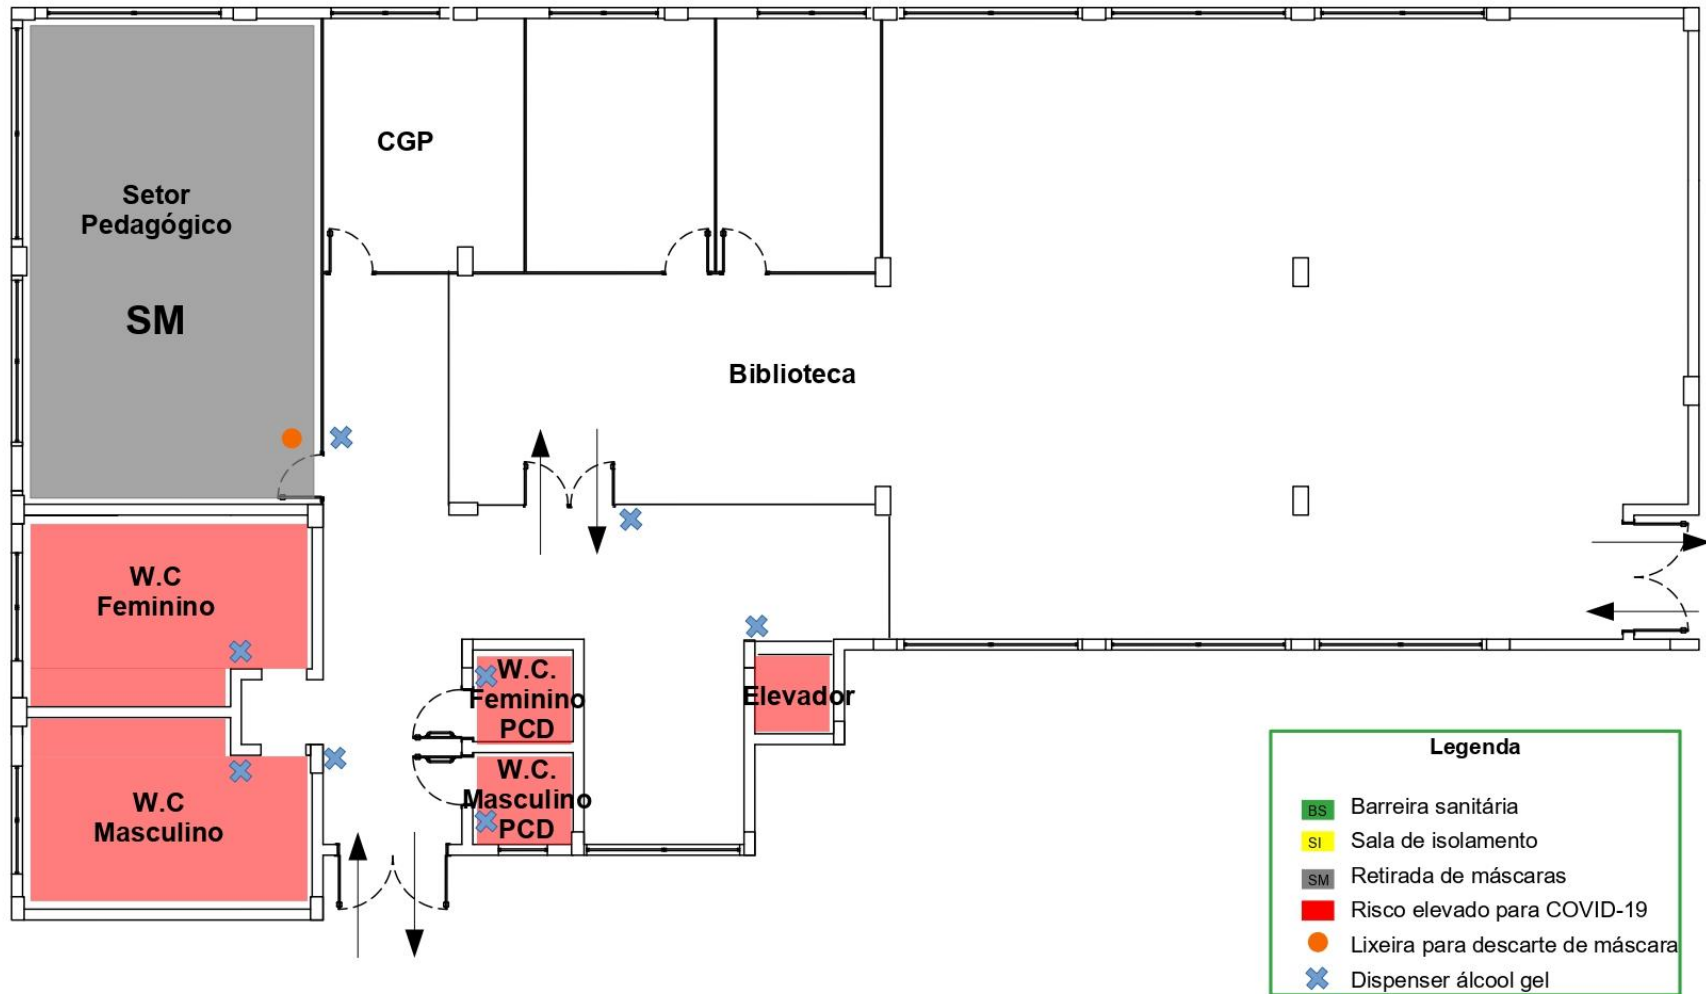 CGP
Setor
Pedagógico
SM
Biblioteca
W.C
Feminino
W.C.
Feminino
PCD
Elevador
W.C
Masculino
W.C.
Masculino
PCD
Legenda
BS Barreira sanitária
SI Sala de isolamento
SM Retirada de máscaras
Risco elevado para COVID-19
Lixeira para descarte de máscara
Dispenser álcool gel